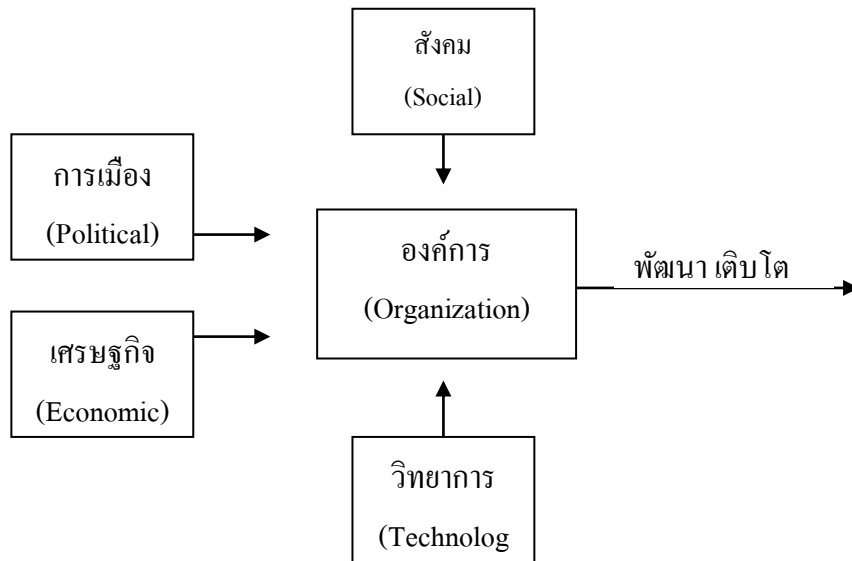 สังคม
(Social)
การเมือง
(Political)
องค์การ
(Organization)
พัฒนา เติบโต
เศรษฐกิจ
(Economic)
วิทยาการ
(Technolog